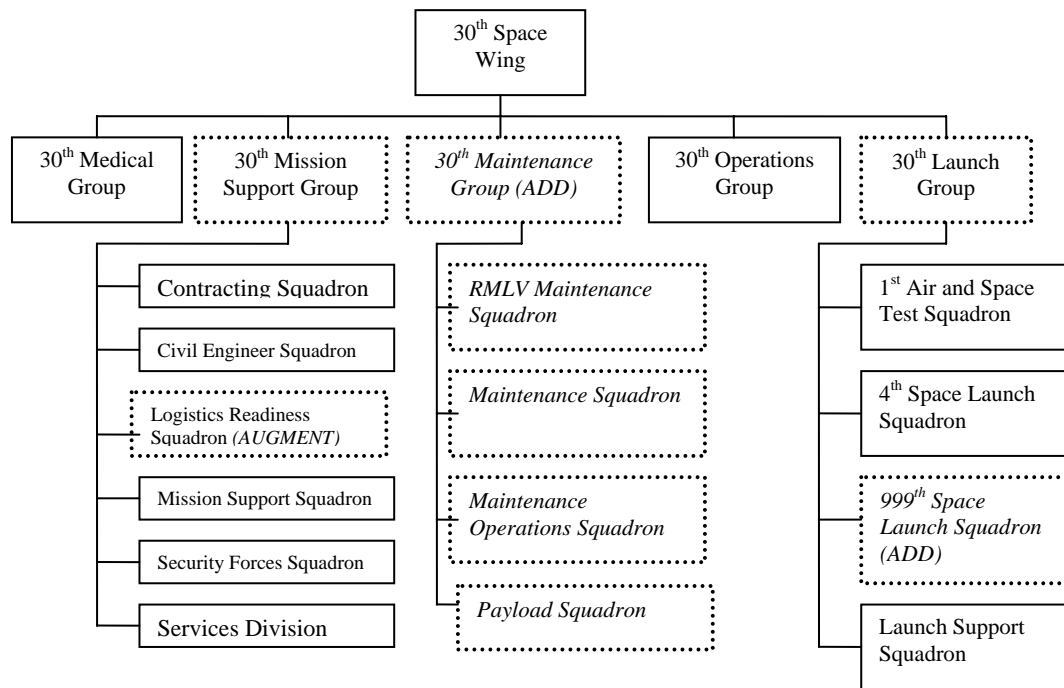 30th Space
Wing
30th Medical
Group
30th Mission
Support Group
30th Maintenance
Group (ADD)
30th Operations
Group
30th Launch
Group
Contracting Squadron
Civil Engineer Squadron
Logistics Readiness
Squadron (AUGMENT)
Mission Support Squadron
Security Forces Squadron
Services Division
RMLV Maintenance
Squadron
Maintenance Squadron
Maintenance
Operations Squadron
Payload Squadron
1st Air and Space
Test Squadron
4th Space Launch
Squadron
999th Space
Launch Squadron
(ADD)
Launch Support
Squadron